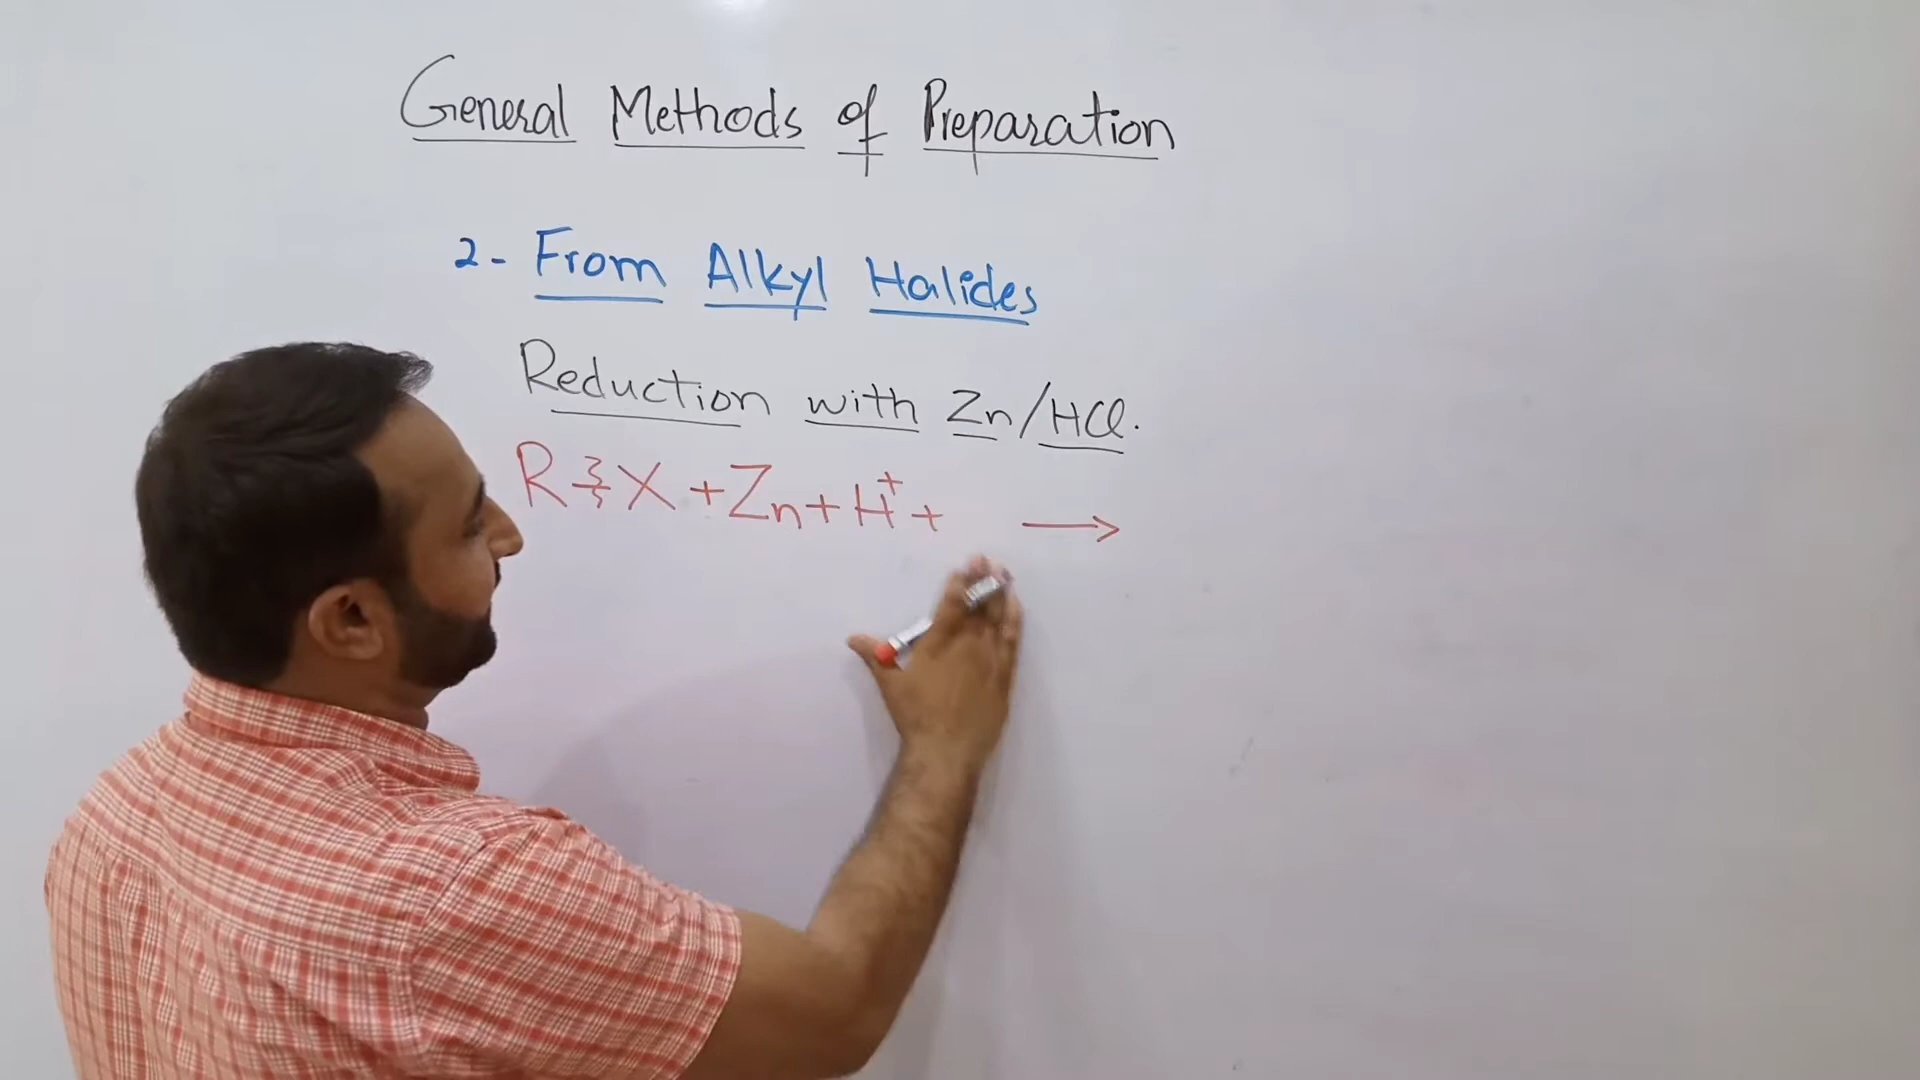 General Methods of Preparation
2- From Alkyl Halides
Reduction with Zn/HCl.
R-X + Zn + H⁺ + →